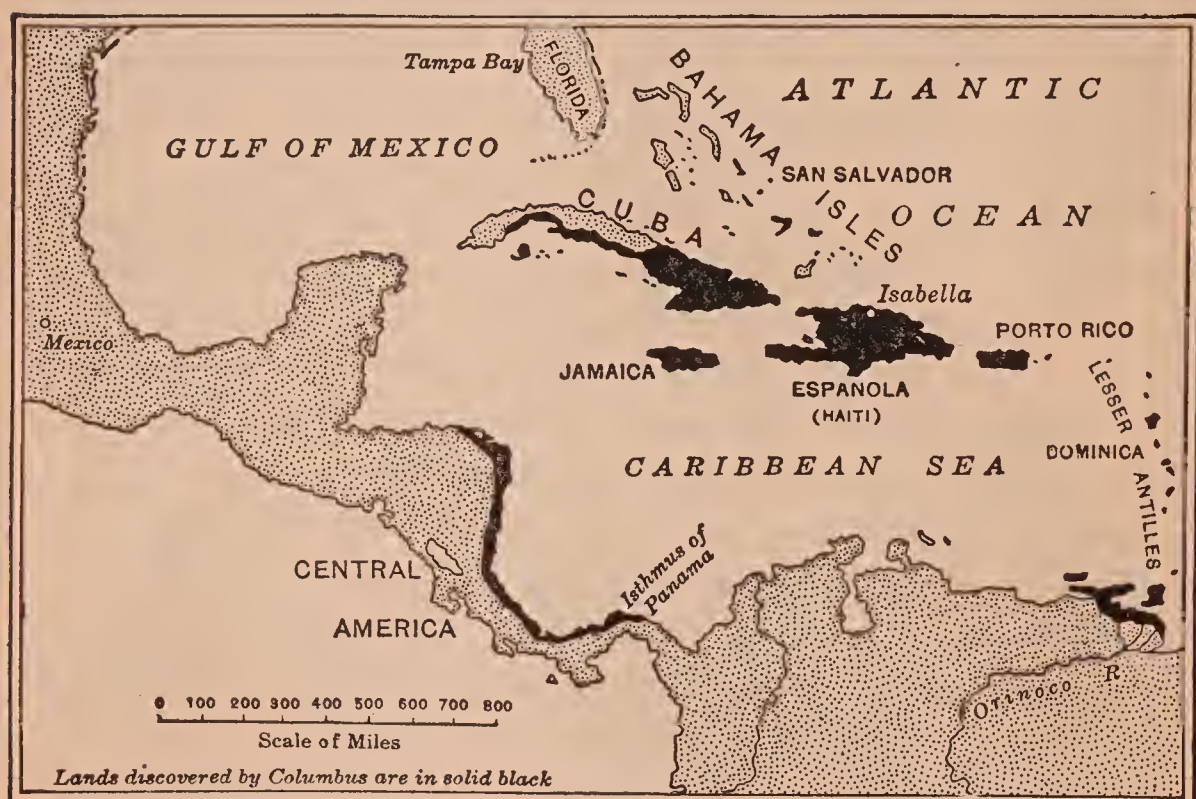 Tampa Bay
FLORIDA
BAHAMA
ISLES
ATLANTIC
OCEAN
GULF OF MEXICO
SAN SALVADOR
CUBA
Isabella
Mexico
PORTO RICO
JAMAICA
ESPANOLA
(HAITI)
LESSER
ANTILLES
DOMINICA
CARIBBEAN SEA
CENTRAL
AMERICA
Isthmus of
Panama
Orinoco R
0 100 200 300 400 500 600 700 800
Scale of Miles
Lands discovered by Columbus are in solid black